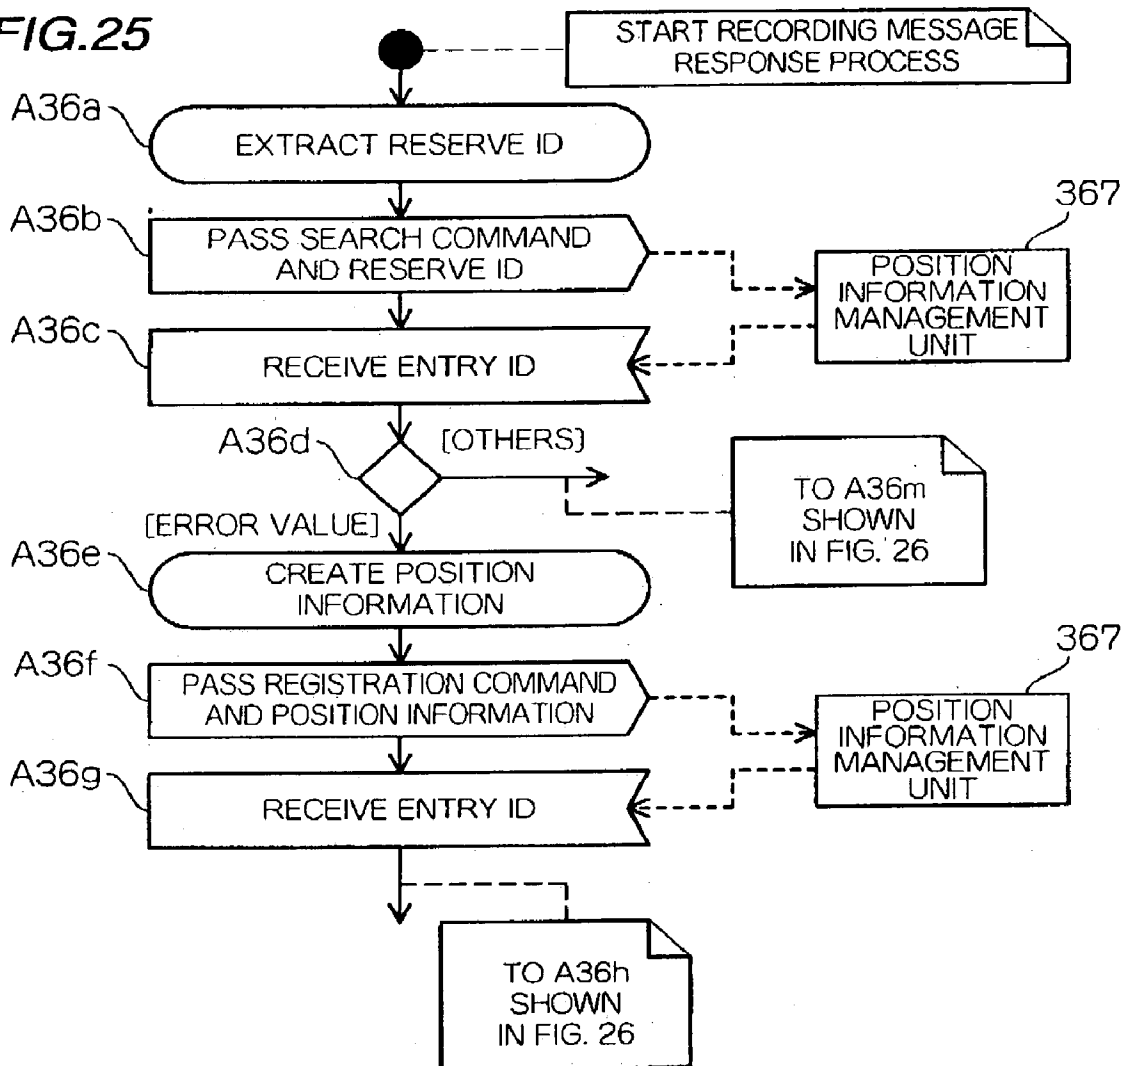 FIG.25
START RECORDING MESSAGE
RESPONSE PROCESS
A36a
EXTRACT RESERVE ID
A36b
PASS SEARCH COMMAND
AND RESERVE ID
367
POSITION
INFORMATION
MANAGEMENT
UNIT
A36c
RECEIVE ENTRY ID
A36d
[OTHERS]
TO A36m
SHOWN
IN FIG. 26
[ERROR VALUE]
A36e
CREATE POSITION
INFORMATION
A36f
PASS REGISTRATION COMMAND
AND POSITION INFORMATION
367
POSITION
INFORMATION
MANAGEMENT
UNIT
A36g
RECEIVE ENTRY ID
TO A36h
SHOWN
IN FIG. 26